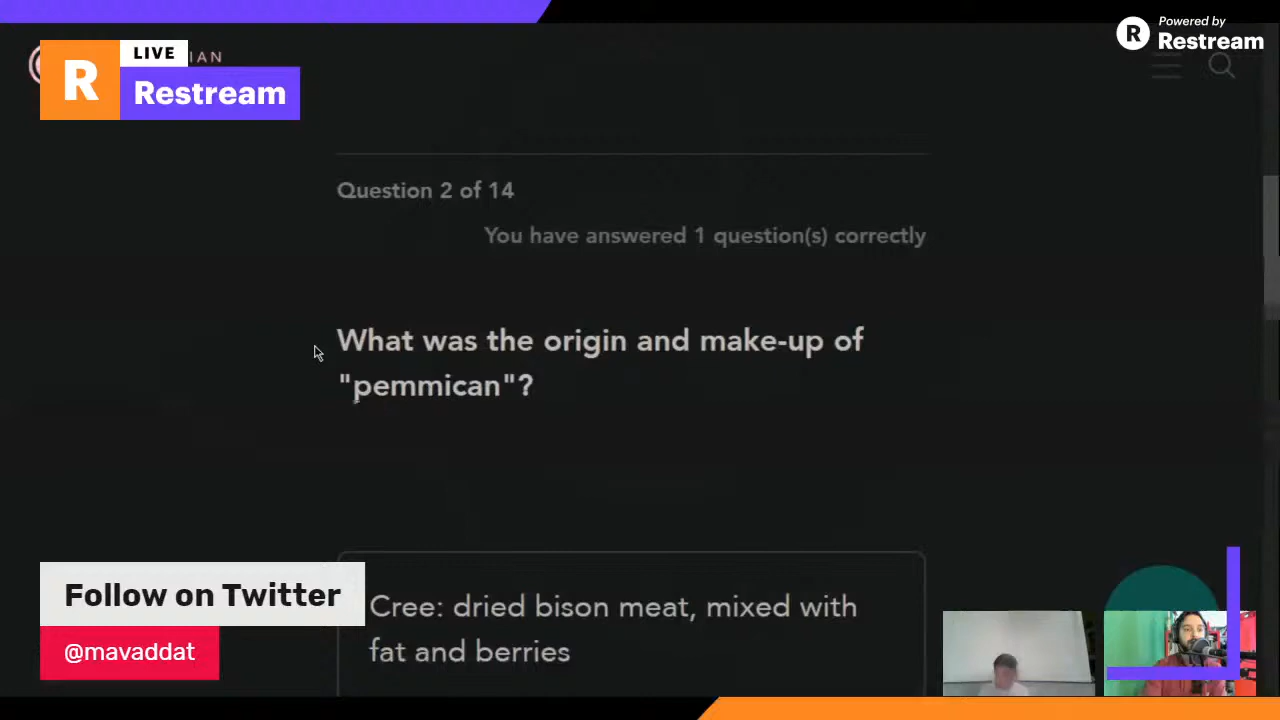 Powered by
R Restream
R
LIVE
IAN
Restream
Question 2 of 14
You have answered 1 question(s) correctly
What was the origin and make-up of
"pemmican"?
Follow on Twitter
@mavaddat
Cree: dried bison meat, mixed with
fat and berries